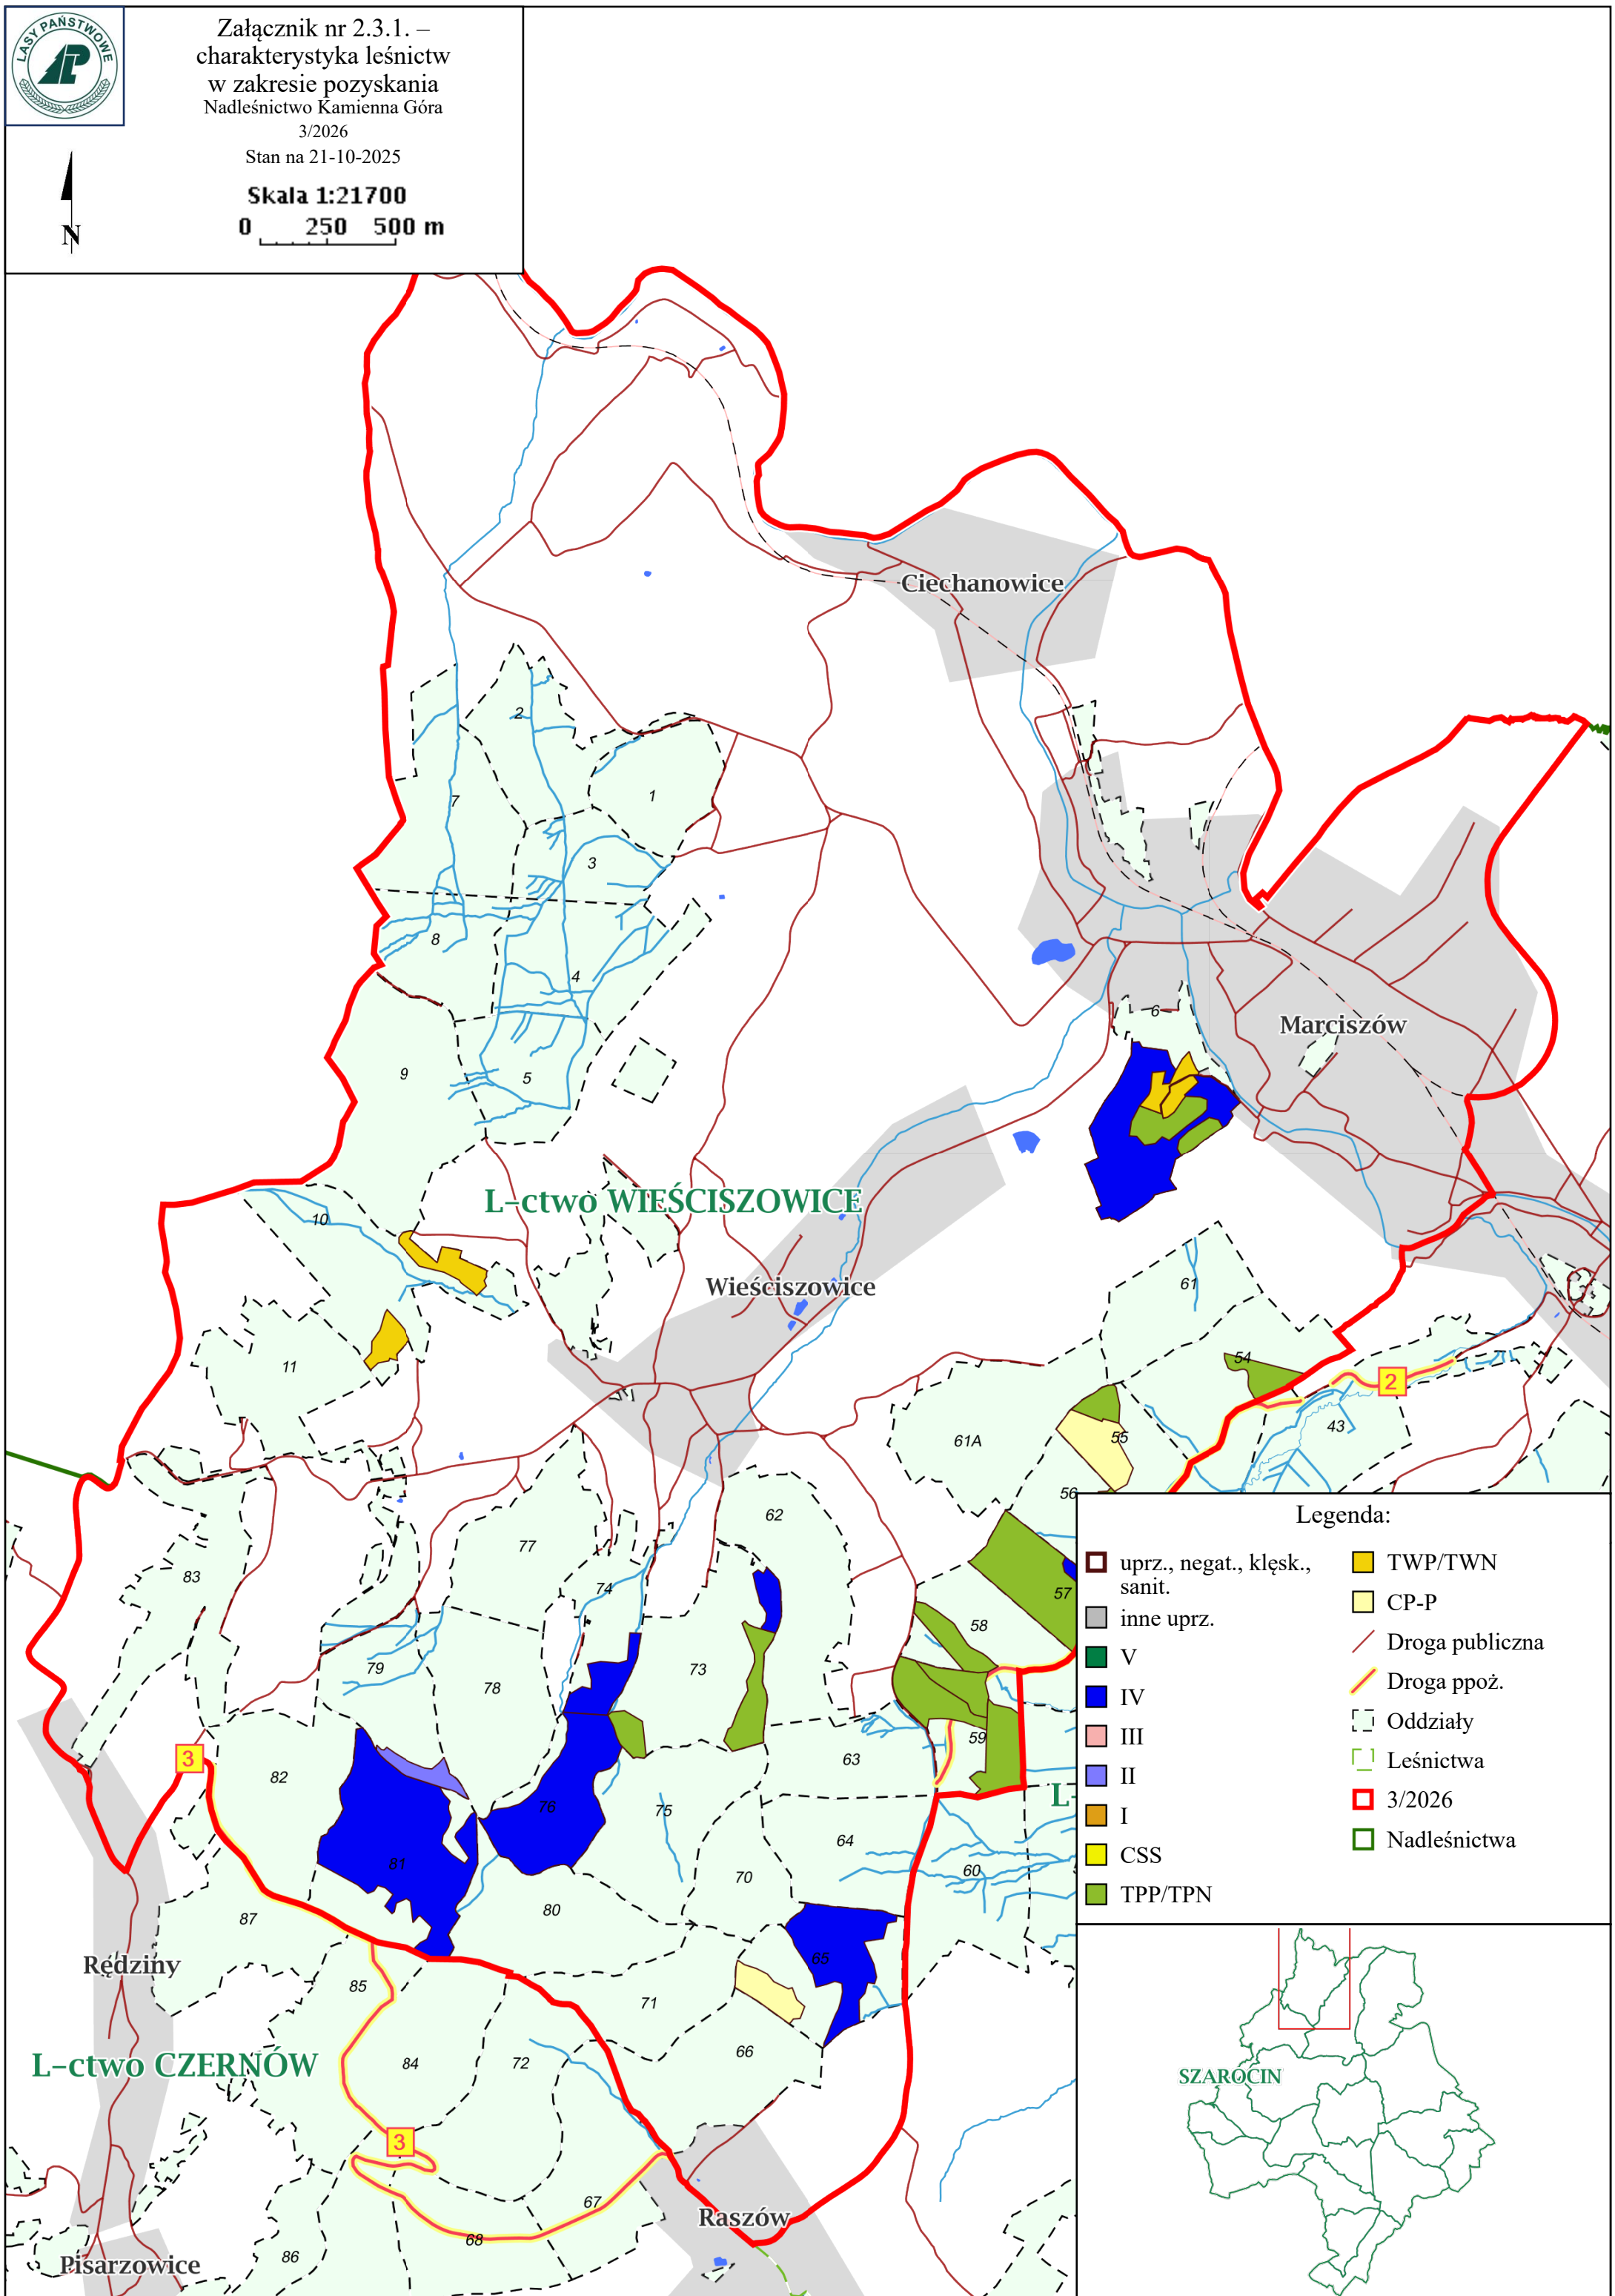 LASY PAŃSTWOWE
Załącznik nr 2.3.1. –
charakterystyka leśnictw
w zakresie pozyskania
Nadleśnictwo Kamienna Góra
3/2026
Stan na 21-10-2025
Skala 1:21700
0 250 500 m
N
Ciechanowice
2
7
1
3
8
4
6
Marciszów
9
5
L-ctwo WIEŚCISZOWICE
10
Wieściszowice
61
11
54
2
43
55
61A
56
62
77
83
74
57
58
79
73
78
59
3
82
63
76
75
L-
64
81
70
60
80
87
65
Rędziny
85
71
66
84
72
L-ctwo CZERNÓW
3
67
Raszów
68
86
Pisarzowice
Legenda:
uprz., negat., klęsk.,
sanit.
inne uprz.
V
IV
III
II
I
CSS
TPP/TPN
TWP/TWN
CP-P
Droga publiczna
Droga ppoż.
Oddziały
Leśnictwa
3/2026
Nadleśnictwa
SZAROCIN